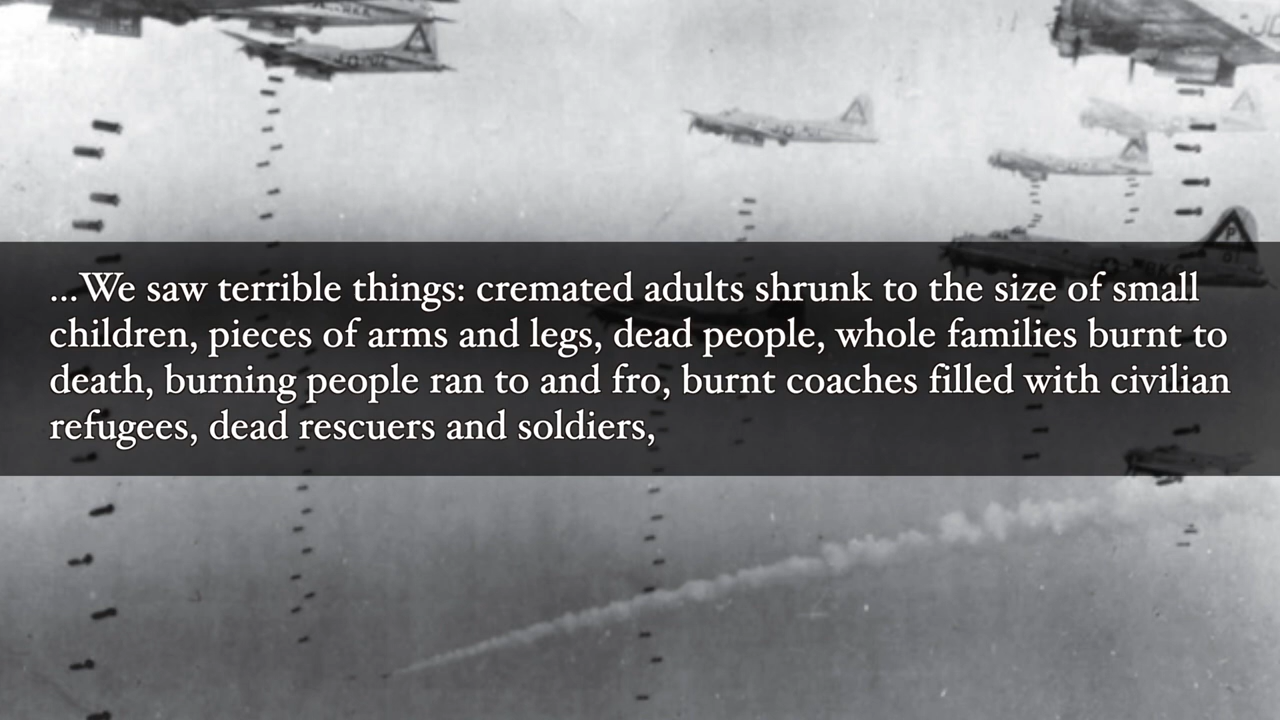 ...We saw terrible things: cremated adults shrunk to the size of small
children, pieces of arms and legs, dead people, whole families burnt to
death, burning people ran to and fro, burnt coaches filled with civilian
refugees, dead rescuers and soldiers,